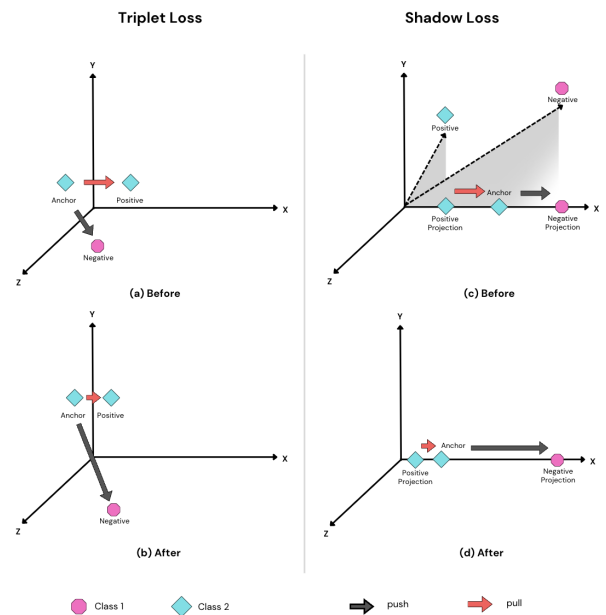 Triplet Loss
Shadow Loss
Y
Anchor
Positive
Negative
X
Z
(a) Before
Y
Positive
Negative
Anchor
X
Positive
Projection
Negative
Projection
Z
(c) Before
Y
Anchor
Positive
X
Negative
Z
(b) After
Y
Anchor
X
Positive
Projection
Negative
Projection
Z
(d) After
Class 1
Class 2
push
pull